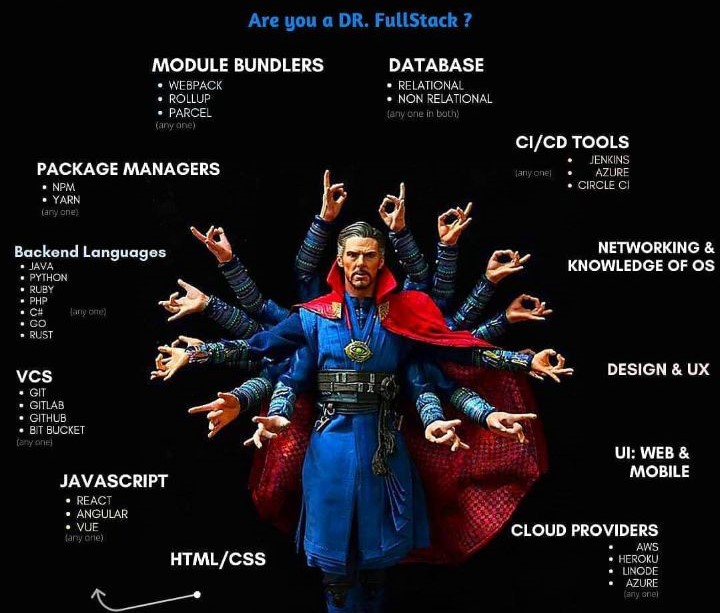 Are you a DR. FullStack ?
MODULE BUNDLERS
• WEBPACK
• ROLLUP
• PARCEL
(any one)
DATABASE
• RELATIONAL
• NON RELATIONAL
(any one in both)
CI/CD TOOLS
• JENKINS
(any one) • AZURE
• CIRCLE CI
PACKAGE MANAGERS
• NPM
• YARN
(any one)
NETWORKING &
KNOWLEDGE OF OS
Backend Languages
• JAVA
• PYTHON
• RUBY
• PHP
• C# (any one)
• GO
• RUST
DESIGN & UX
VCS
• GIT
• GITLAB
• GITHUB
• BIT BUCKET
(any one)
UI: WEB &
MOBILE
JAVASCRIPT
• REACT
• ANGULAR
• VUE
(any one)
CLOUD PROVIDERS
• AWS
• HEROKU
• LINODE
• AZURE
(any one)
HTML/CSS